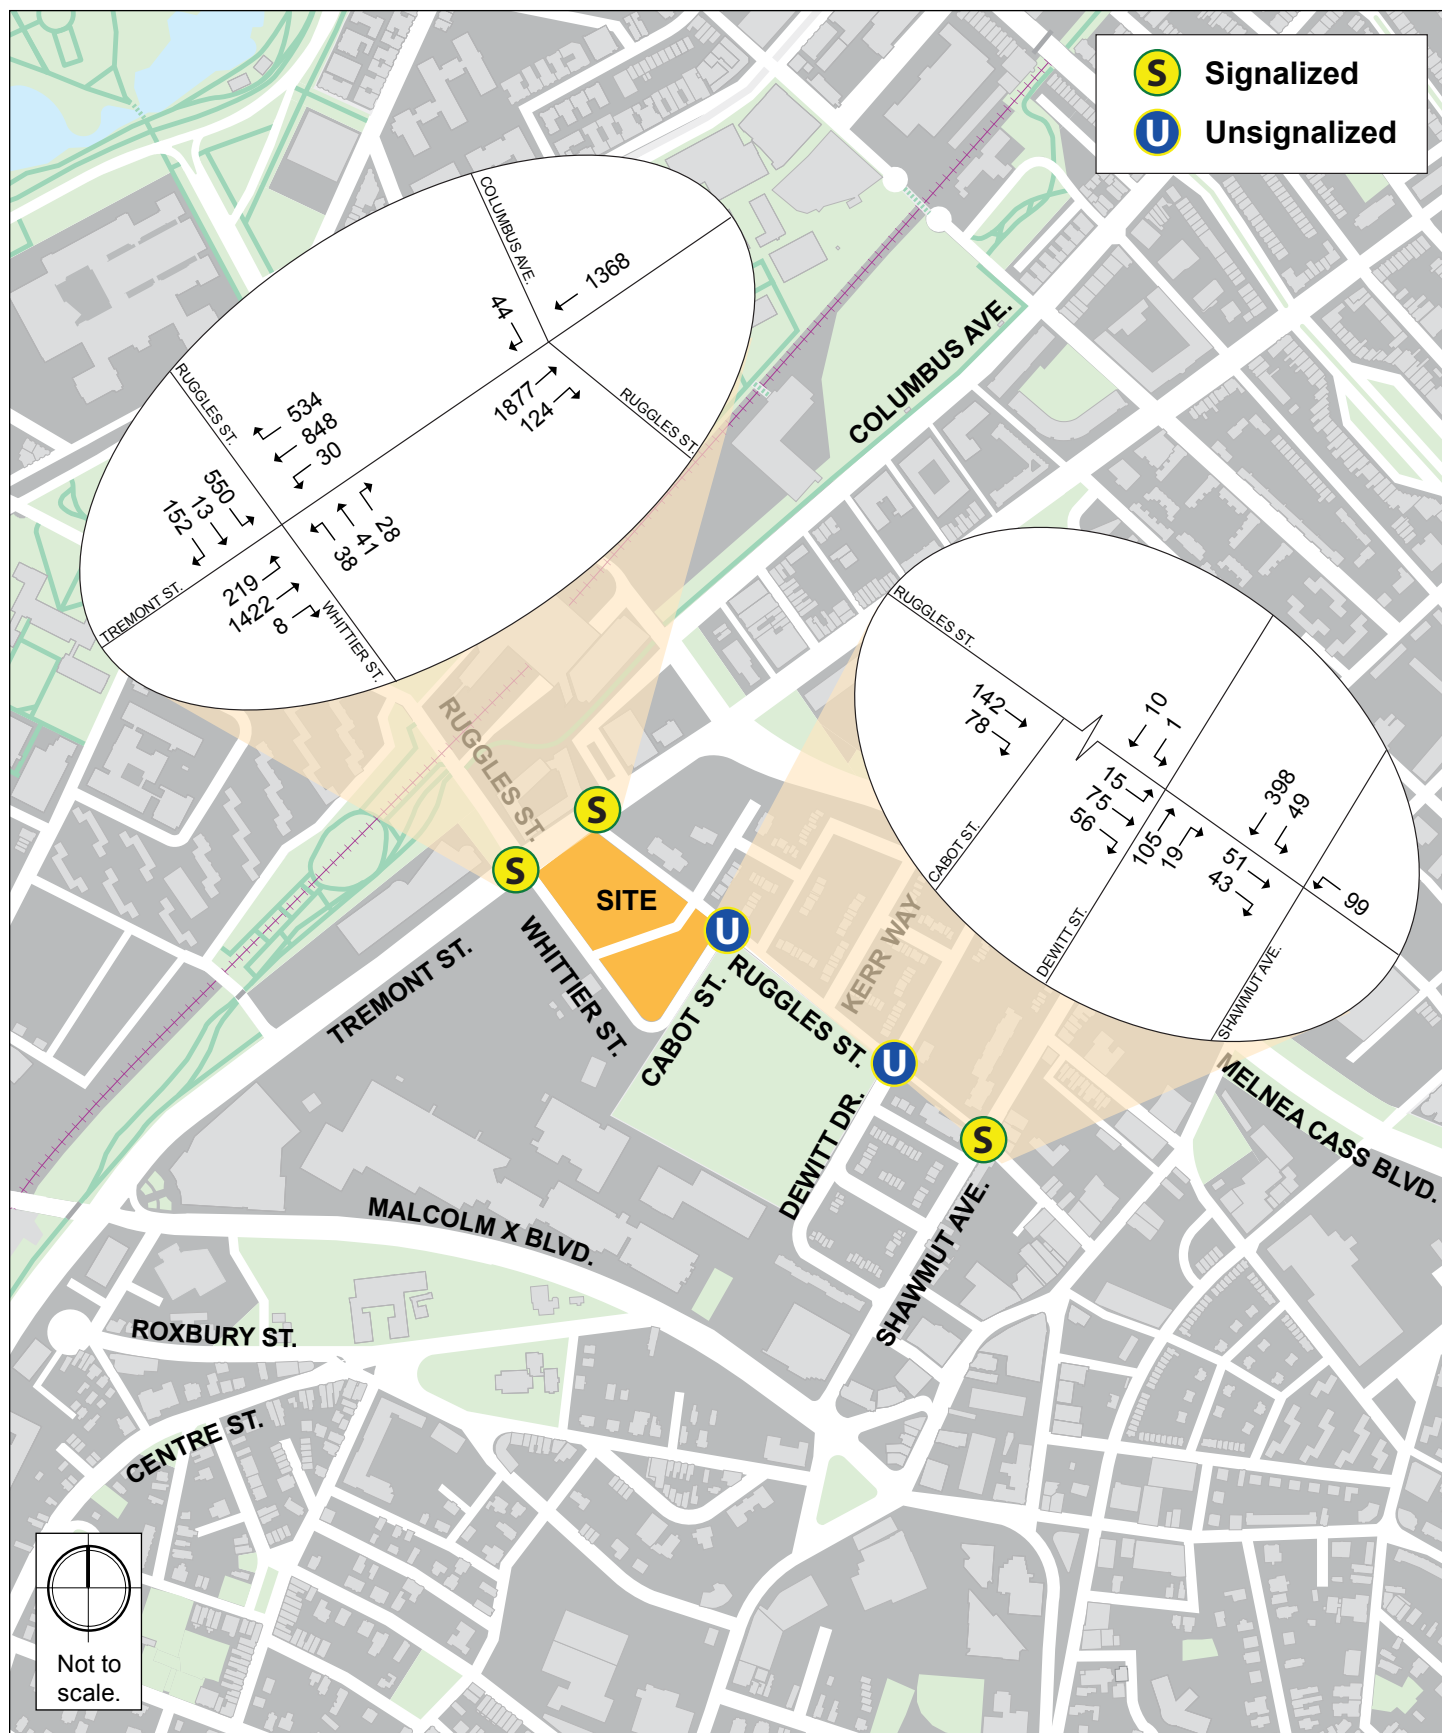 S Signalized
U Unsignalized
COLUMBUS AVE.
1368
44
1877
124
RUGGLES ST.
RUGGLES ST.
534
848
30
550
13
152
28
41
38
219
1422
8
TREMONT ST.
WHITTIER ST.
COLUMBUS AVE.
RUGGLES ST.
142
78
10
1
15
75
56
105
19
398
49
51
43
99
CABOT ST.
DEWITT ST.
SHAWMUT AVE.
RUGGLES ST.
S
S
SITE
U
WHITTIER ST.
TREMONT ST.
CABOT ST.
RUGGLES ST.
KERR WAY
U
DEWITT DR.
S
SHAWMUT AVE.
MELNEA CASS BLVD.
MALCOLM X BLVD.
ROXBURY ST.
CENTRE ST.
Not to
scale.